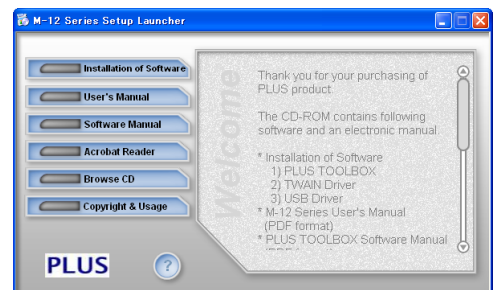 M-12 Series Setup Launcher
Installation of Software
User's Manual
Software Manual
Acrobat Reader
Browse CD
Copyright & Usage
PLUS
?
Welcome
Thank you for your purchasing of
PLUS product.
The CD-ROM contains following
software and an electronic manual.
* Installation of Software
1) PLUS TOOLBOX
2) TWAIN Driver
3) USB Driver
* M-12 Series User's Manual
(PDF format)
* PLUS TOOLBOX Software Manual